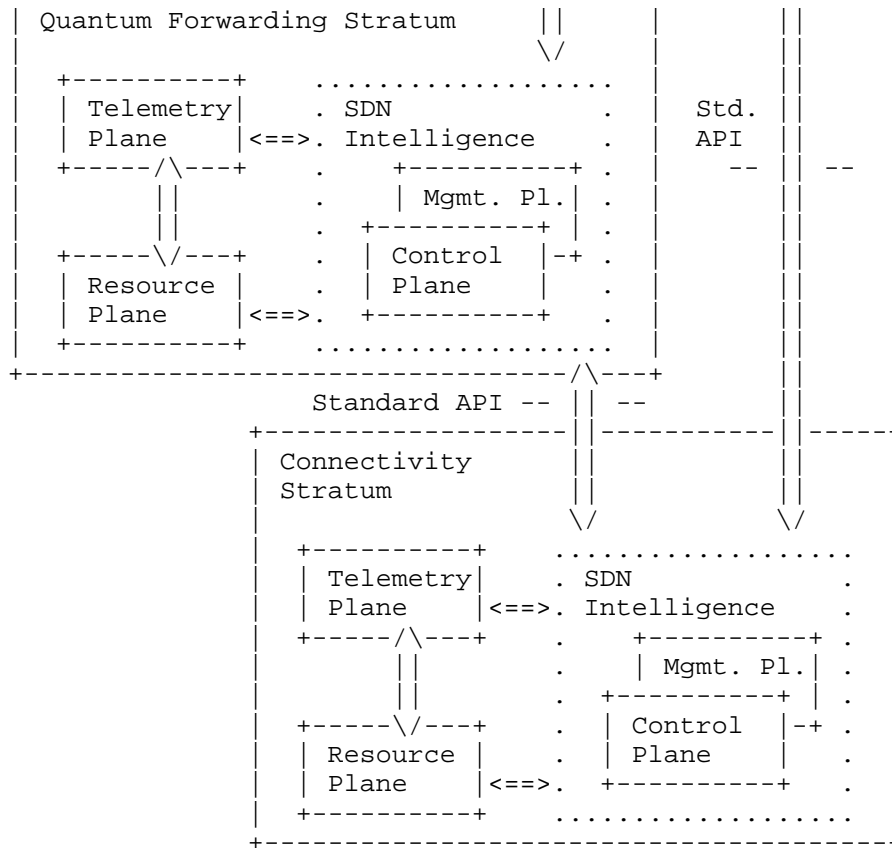 Quantum Forwarding Stratum
Telemetry . SDN
Plane <==>. Intelligence
Std.
API
Mgmt. Pl.
Control
Plane
Resource
Plane <==>.
Standard API
Connectivity
Stratum
Telemetry . SDN
Plane <==>. Intelligence
Mgmt. Pl.
Control
Plane
Resource
Plane <==>.